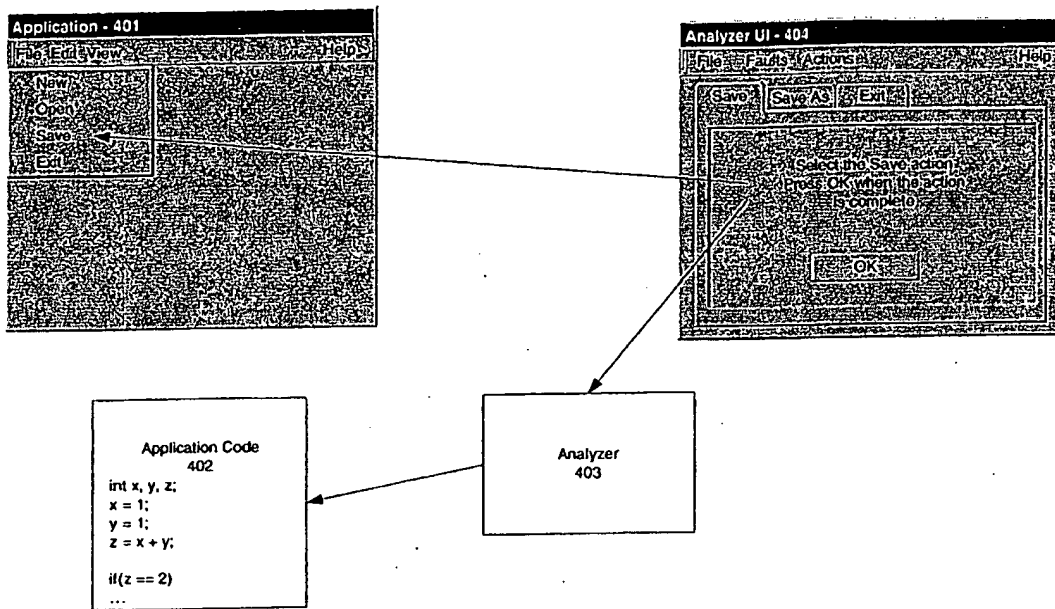 Application - 401
File Edit View Help
New
Open
Save
Exit
Analyzer UI - 404
File Faults Actions Help
Save Save As Exit
Select the Save action
Press OK when the action
is complete
OK
Application Code
402
int x, y, z;
x = 1;
y = 1;
z = x + y;
if(z == 2)
...
Analyzer
403